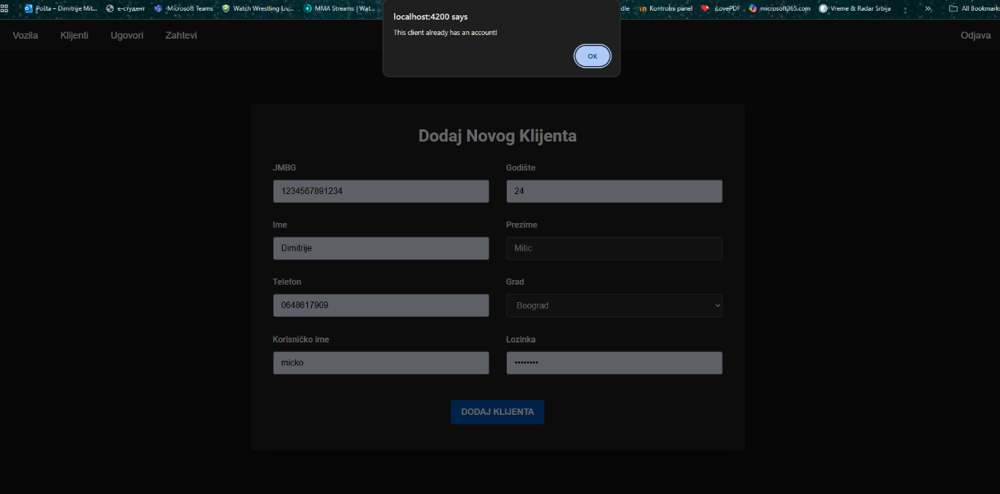 localhost:4200 says
This client already has an account!
OK
Pošta – Dimitrije Mit...
е-студент
Microsoft Teams
Watch Wrestling Liv...
MMA Streams | Wat...
dle
Kontrolni panel
iLovePDF
microsoft365.com
Vreme & Radar Srbija
»
All Bookmarks
Vozila
Klijenti
Ugovori
Zahtevi
Odjava
Dodaj Novog Klijenta
JMBG
Godište
1234567891234
24
Ime
Prezime
Dimitrije
Mitic
Telefon
Grad
0648617909
Beograd
Korisničko ime
Lozinka
micko
••••••••
DODAJ KLIJENTA